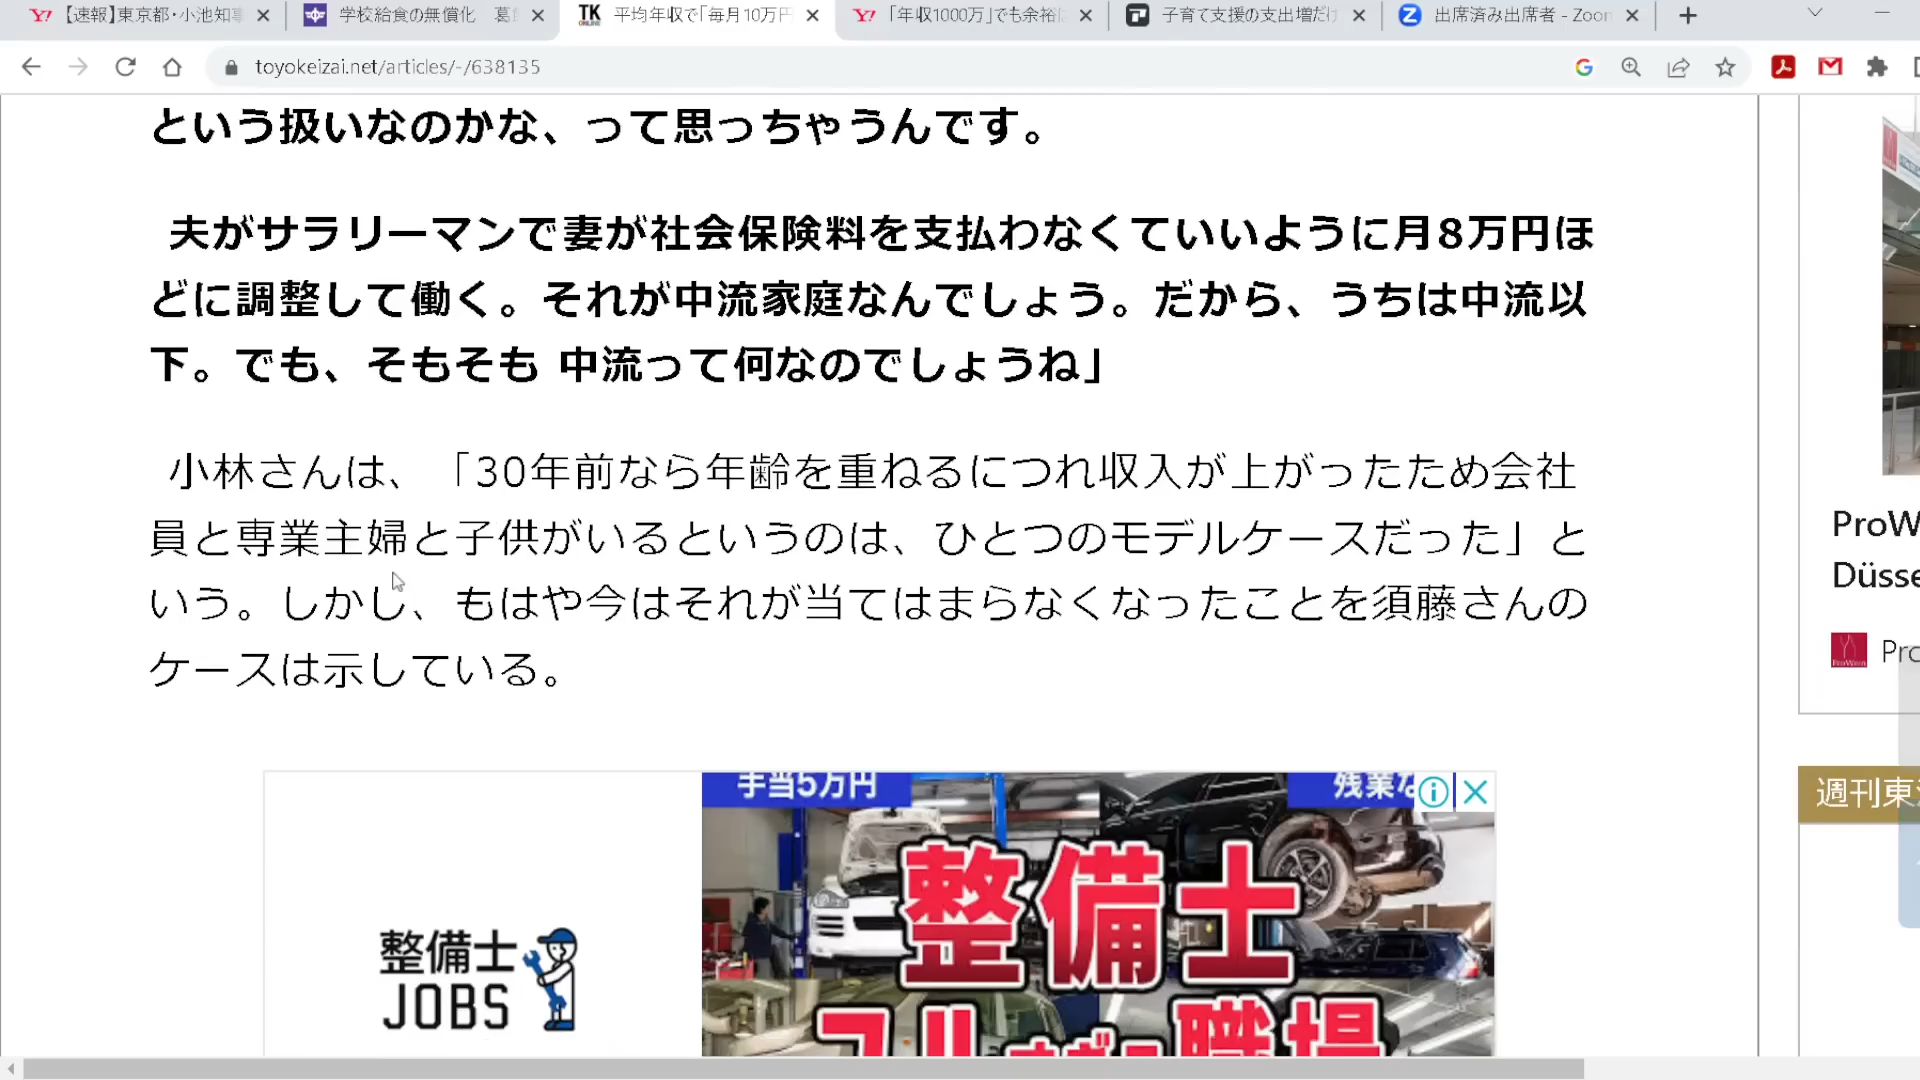 【速報】東京都・小池知事
学校給食の無償化 葛
平均年収で「毎月10万円
「年収1000万」でも余裕
子育て支援の支出増だけ
出席済み出席者 - Zoom
toyokeizai.net/articles/-/638135
という扱いなのかな、って思っちゃうんです。
夫がサラリーマンで妻が社会保険料を支払わなくていいように月8万円ほ
どに調整して働く。それが中流家庭なんでしょう。だから、うちは中流以
下。でも、そもそも 中流って何なのでしょうね」
小林さんは、「30年前なら年齢を重ねるにつれ収入が上がったため会社
員と専業主婦と子供がいるというのは、ひとつのモデルケースだった」と
いう。しかし、もはや今はそれが当てはまらなくなったことを須藤さんの
ケースは示している。
手当5万円
残業な
整備士
整備士
JOBS
職場
ProW
Düsse
Pro
週刊東